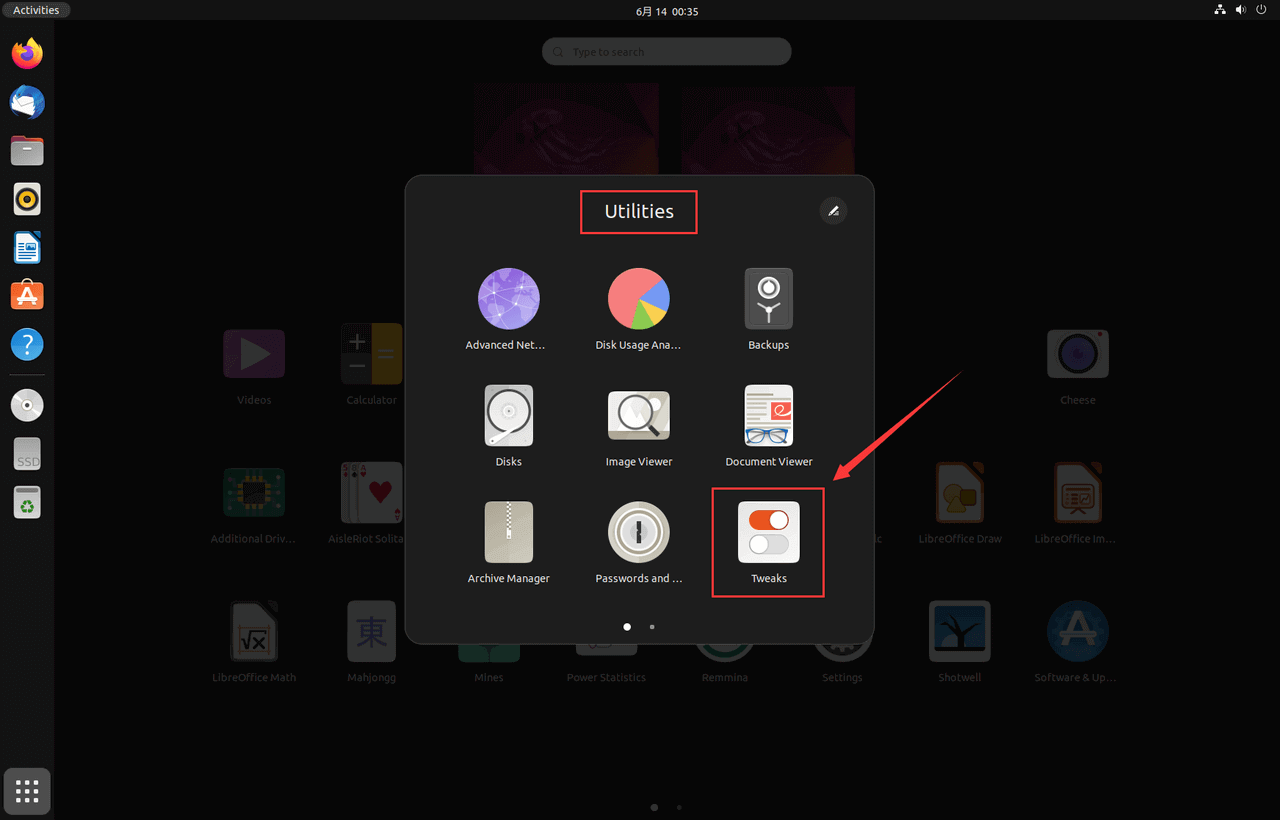 Activities
6月 14 00:35
Type to search
Utilities
Advanced Net...
Disk Usage Ana...
Backups
Disks
Image Viewer
Document Viewer
Archive Manager
Passwords and ...
Tweaks
Videos
Calculator
Cheese
SSD
Additional Driv...
AisleRiot Solita
lc
LibreOffice Draw
LibreOffice Im...
LibreOffice Math
Mahjongg
Mines
Power Statistics
Remmina
Settings
Shotwell
Software & Up...
東
√x
?